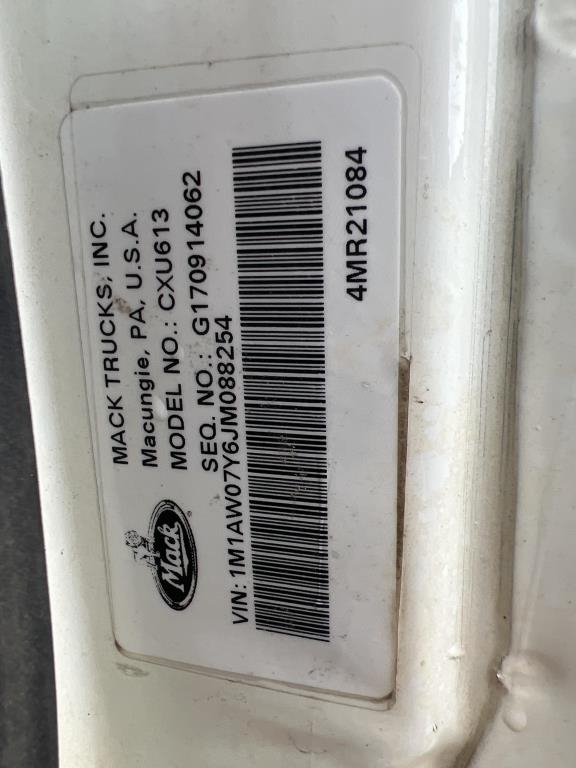 MACK TRUCKS, INC.
Macungie, PA, U.S.A.
MODEL NO.: CXU613
SEQ. NO.: G170914062
Mack
®
VIN: 1M1AW07Y6JM088254
4MR21084